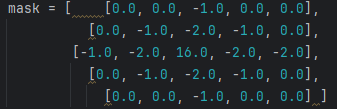 mask = [    [0.0, 0.0, -1.0, 0.0, 0.0],
[0.0, -1.0, -2.0, -1.0, 0.0],
[-1.0, -2.0, 16.0, -2.0, -2.0],
[0.0, -1.0, -2.0, -1.0, 0.0],
[0.0, 0.0, -1.0, 0.0, 0.0] ]